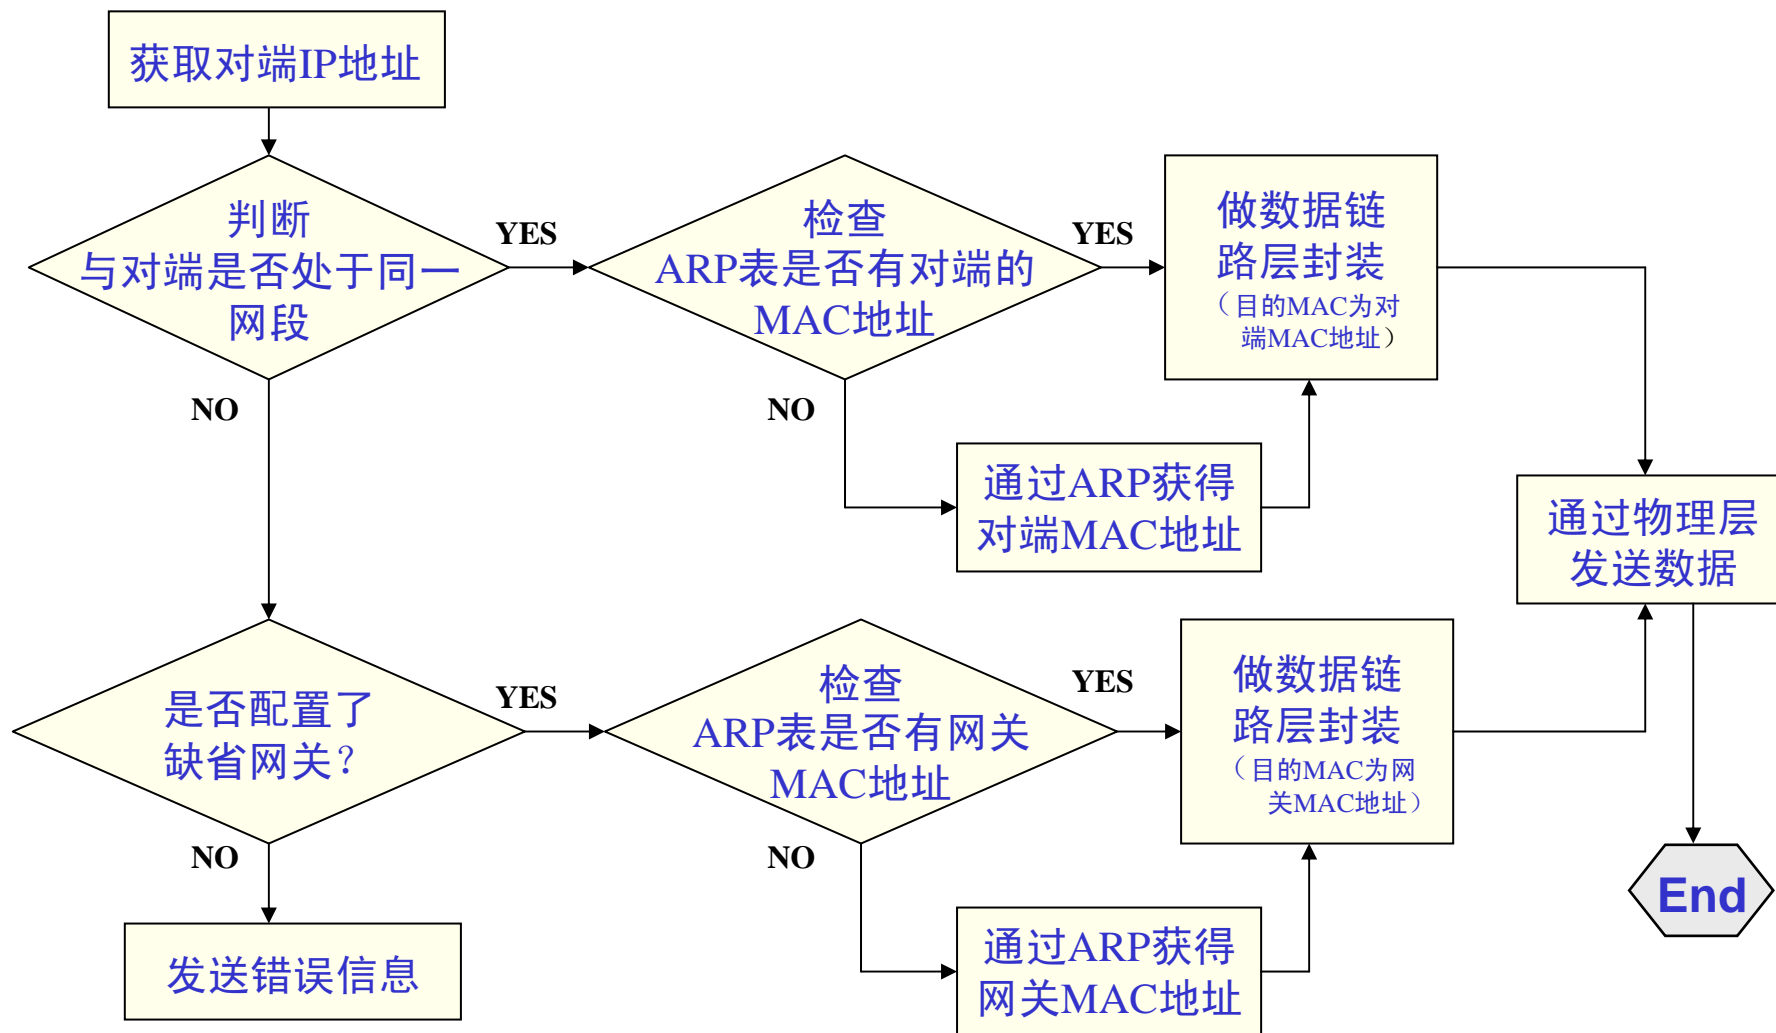 获取对端IP地址
判断
与对端是否处于同一
网段
YES
检查
ARP表是否有对端的
MAC地址
YES
做数据链
路层封装
（目的MAC为对
端MAC地址）
NO
NO
通过ARP获得
对端MAC地址
通过物理层
发送数据
是否配置了
缺省网关？
YES
检查
ARP表是否有网关
MAC地址
YES
做数据链
路层封装
（目的MAC为网
关MAC地址）
NO
NO
End
发送错误信息
通过ARP获得
网关MAC地址